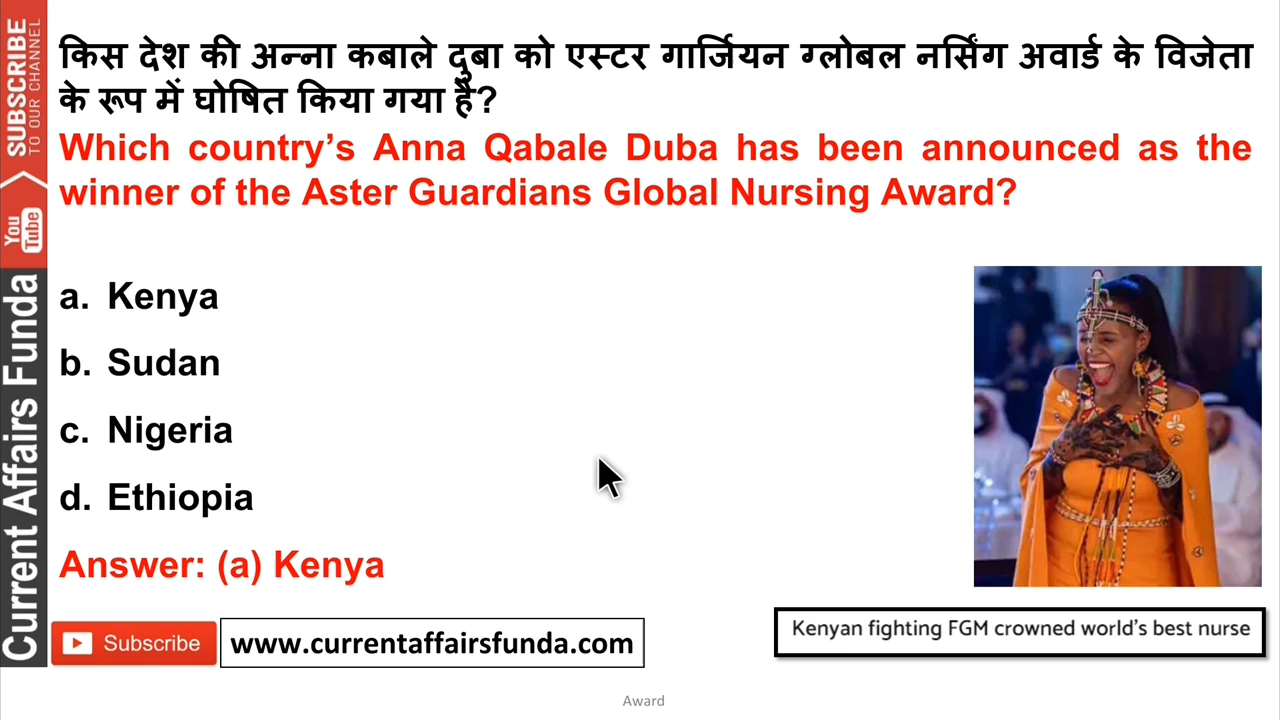 SUBSCRIBE
TO OUR CHANNEL
You
Tube
Current Affairs Funda
किस देश की अन्ना कबाले दुबा को एस्टर गार्जियन ग्लोबल नर्सिंग अवार्ड के विजेता
के रूप में घोषित किया गया है?
Which country’s Anna Qabale Duba has been announced as the
winner of the Aster Guardians Global Nursing Award?
a. Kenya
b. Sudan
c. Nigeria
d. Ethiopia
Answer: (a) Kenya
Subscribe
www.currentaffairsfunda.com
Kenyan fighting FGM crowned world's best nurse
Award